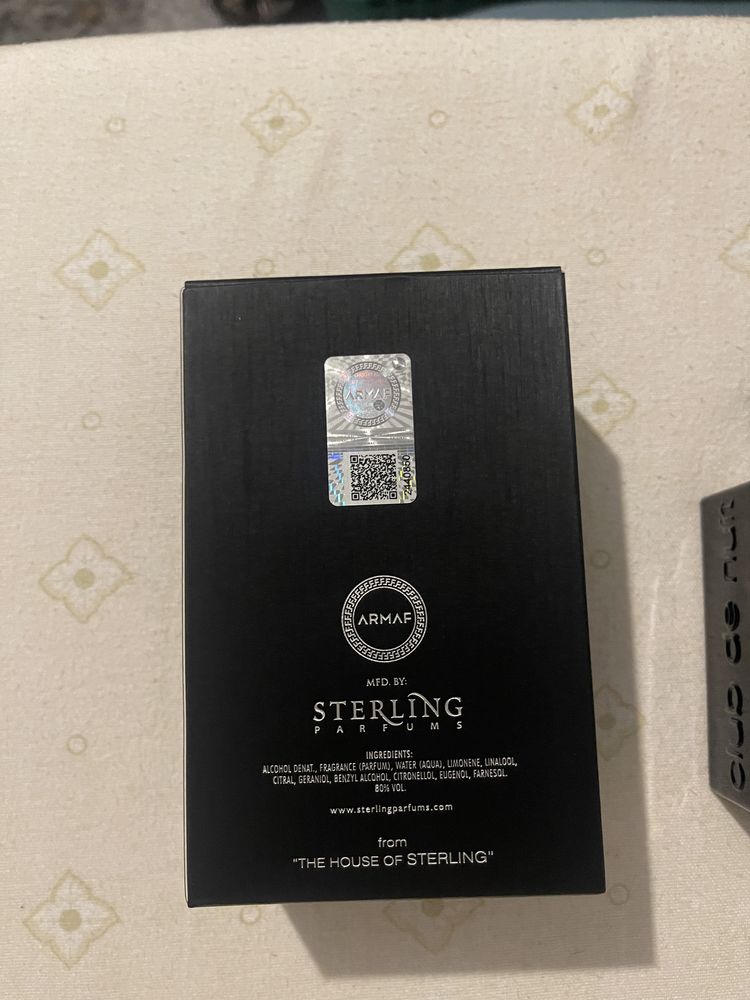 ARMAF
2440850
ARMAF
MFD. BY:
STERLING
PARFUMS
INGREDIENTS:
ALCOHOL DENAT., FRAGRANCE (PARFUM), WATER (AQUA), LIMONENE, LINALOOL,
CITRAL, GERANIOL, BENZYL ALCOHOL, CITRONELLOL, EUGENOL, FARNESOL.
80% VOL.
www.sterlingparfums.com
from
"THE HOUSE OF STERLING"
club de nuit